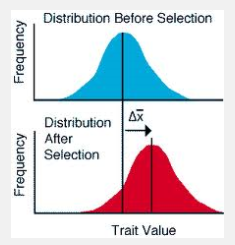 Distribution Before Selection
Frequency
Δx̅
Distribution
After
Selection
Frequency
Trait Value